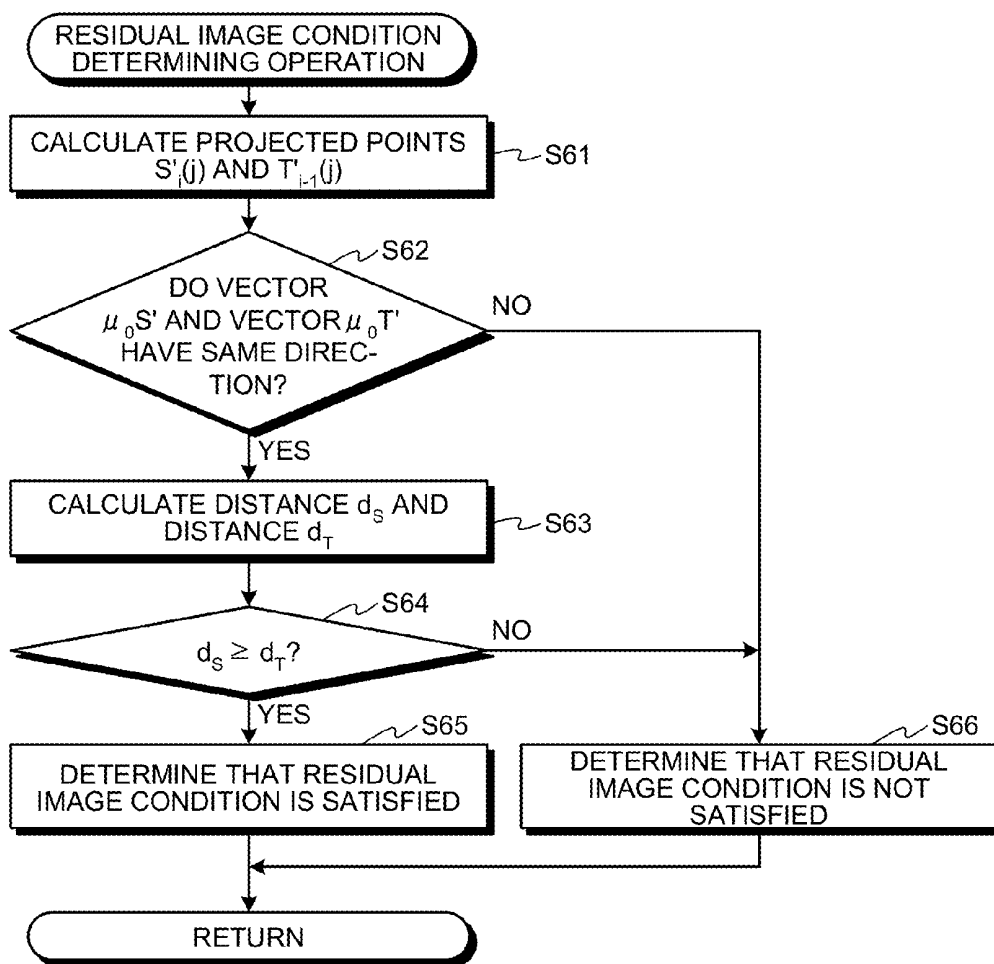 RESIDUAL IMAGE CONDITION
DETERMINING OPERATION
CALCULATE PROJECTED POINTS
S'i(j) AND T'i-1(j)
S61
S62
DO VECTOR
μ0S' AND VECTOR μ0T'
HAVE SAME DIREC-
TION?
NO
YES
CALCULATE DISTANCE dS AND
DISTANCE dT
S63
S64
dS ≥ dT?
NO
YES
S65
DETERMINE THAT RESIDUAL
IMAGE CONDITION IS SATISFIED
S66
DETERMINE THAT RESIDUAL
IMAGE CONDITION IS NOT
SATISFIED
RETURN